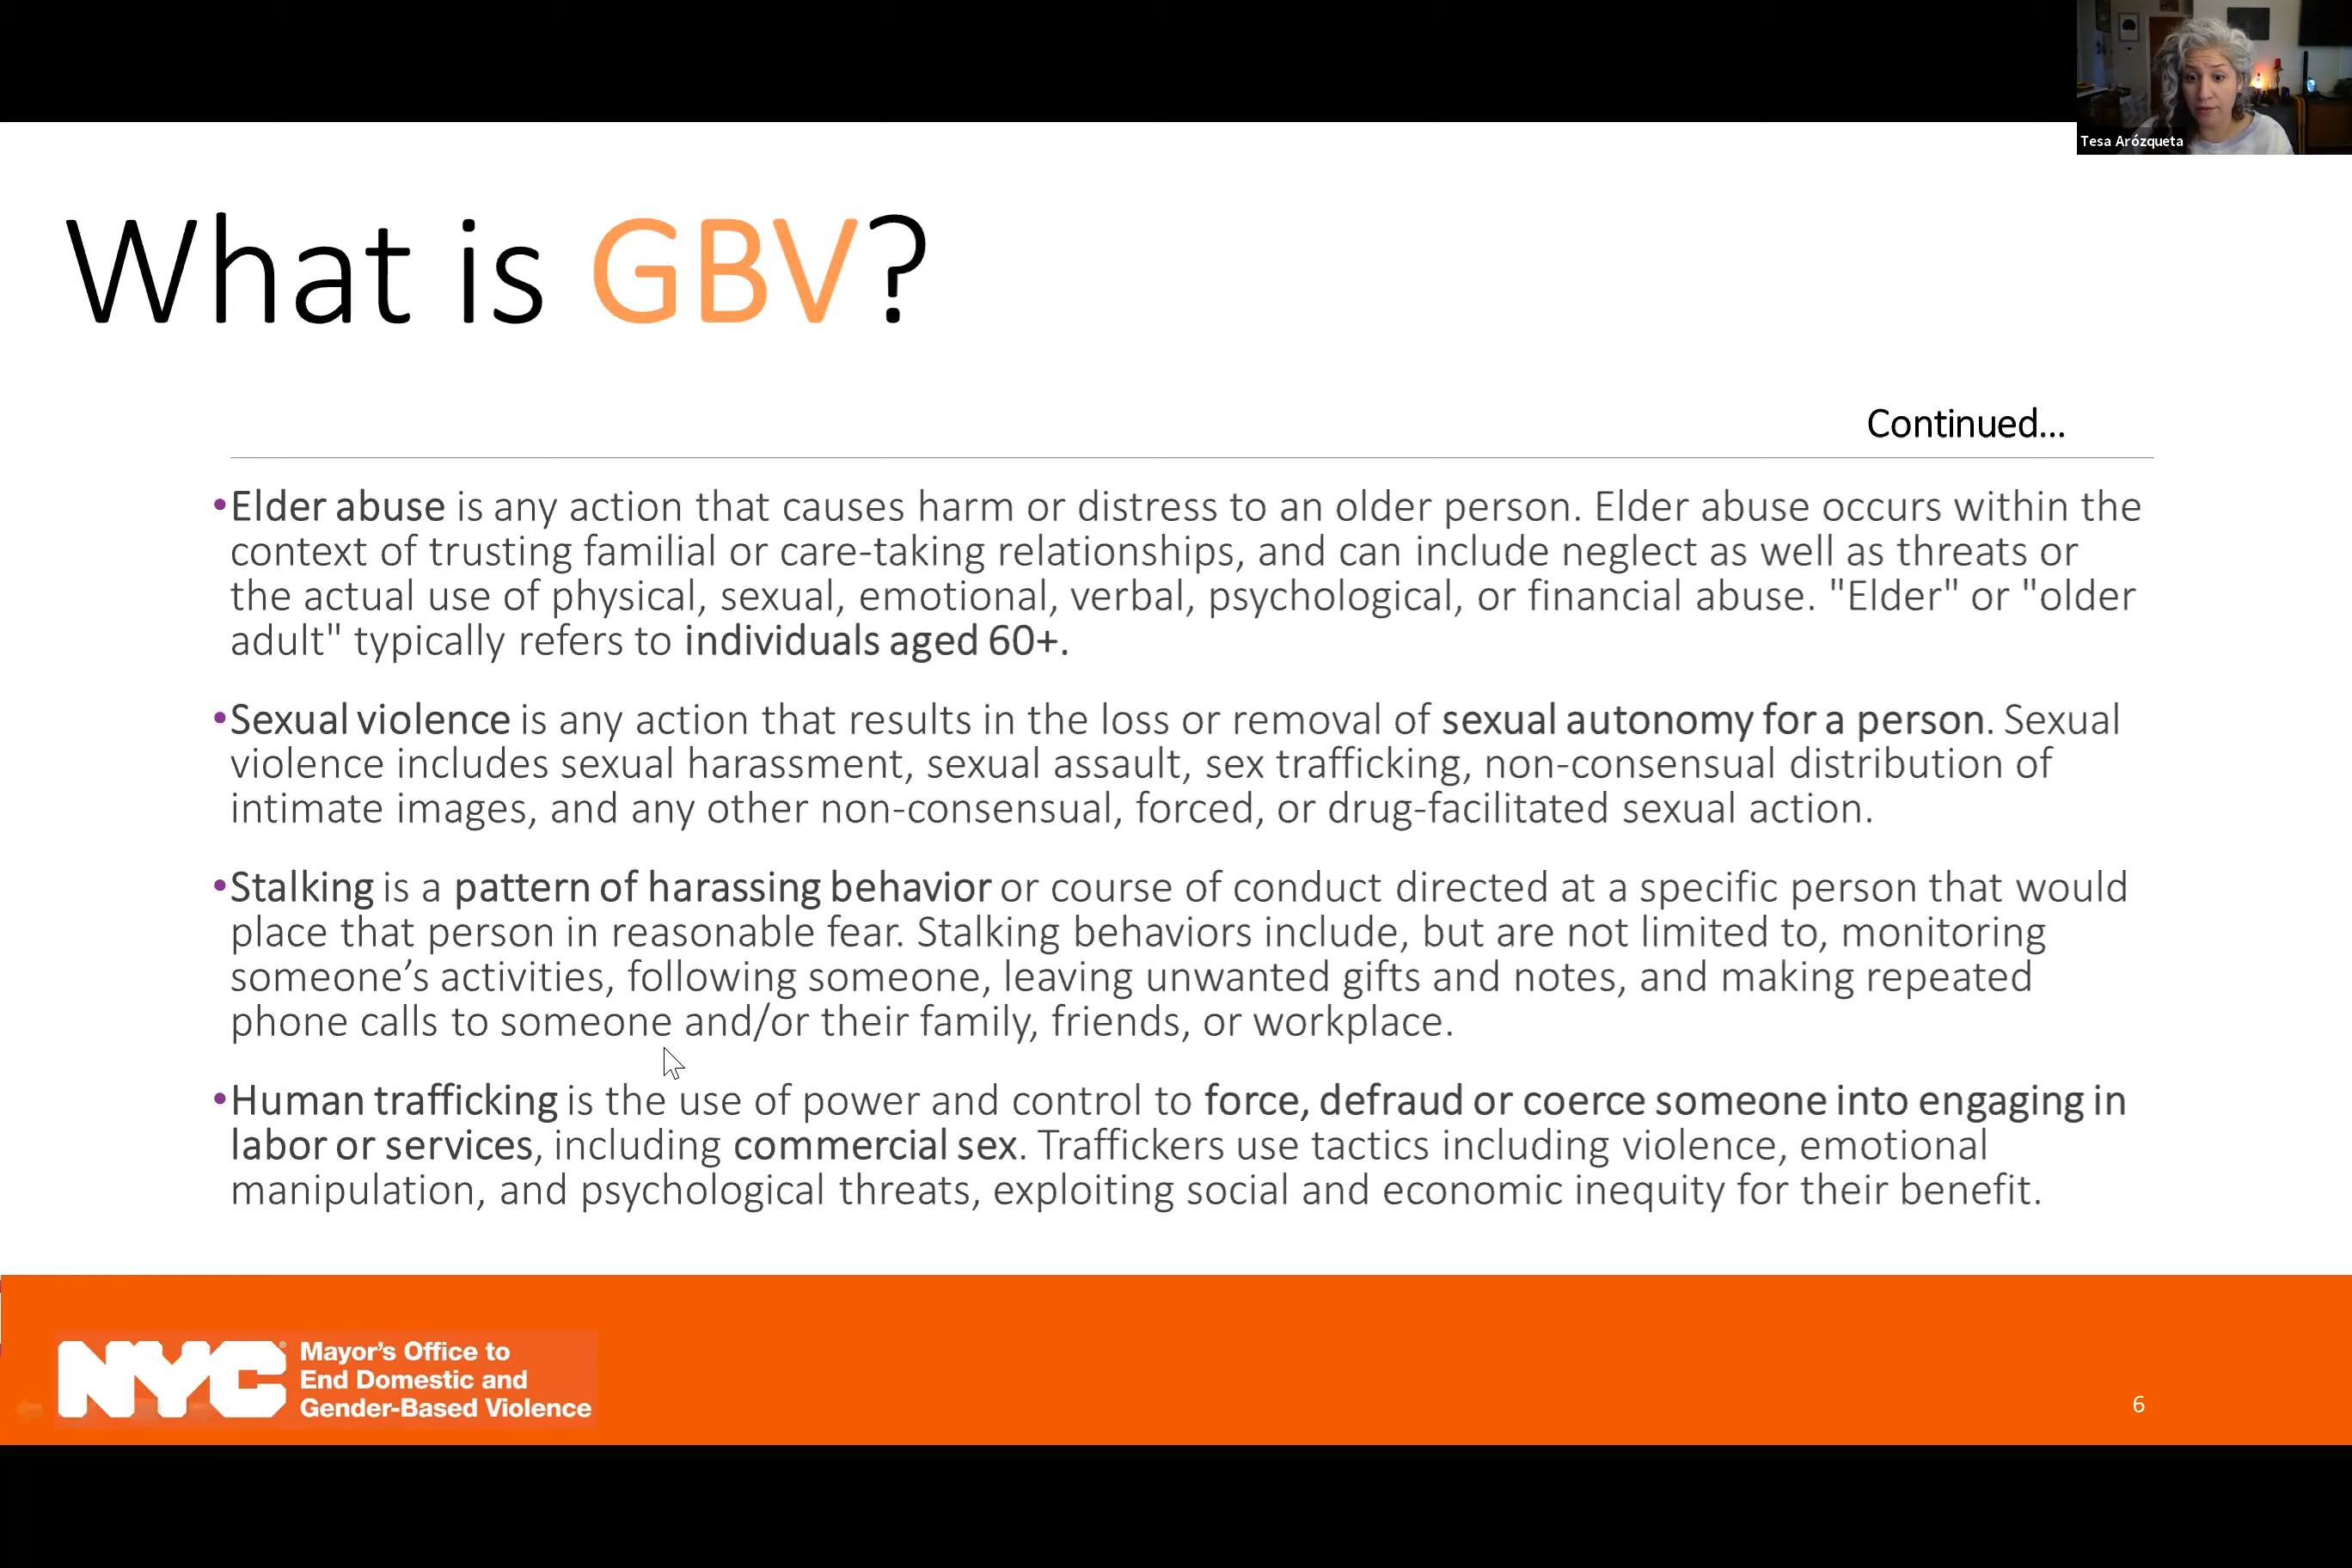 Tesa Arózqueta
What is GBV?
Continued...
•Elder abuse is any action that causes harm or distress to an older person. Elder abuse occurs within the
context of trusting familial or care-taking relationships, and can include neglect as well as threats or
the actual use of physical, sexual, emotional, verbal, psychological, or financial abuse. "Elder" or "older
adult" typically refers to individuals aged 60+.
•Sexual violence is any action that results in the loss or removal of sexual autonomy for a person. Sexual
violence includes sexual harassment, sexual assault, sex trafficking, non-consensual distribution of
intimate images, and any other non-consensual, forced, or drug-facilitated sexual action.
•Stalking is a pattern of harassing behavior or course of conduct directed at a specific person that would
place that person in reasonable fear. Stalking behaviors include, but are not limited to, monitoring
someone’s activities, following someone, leaving unwanted gifts and notes, and making repeated
phone calls to someone and/or their family, friends, or workplace.
•Human trafficking is the use of power and control to force, defraud or coerce someone into engaging in
labor or services, including commercial sex. Traffickers use tactics including violence, emotional
manipulation, and psychological threats, exploiting social and economic inequity for their benefit.
NYC®
Mayor’s Office to
End Domestic and
Gender-Based Violence
6